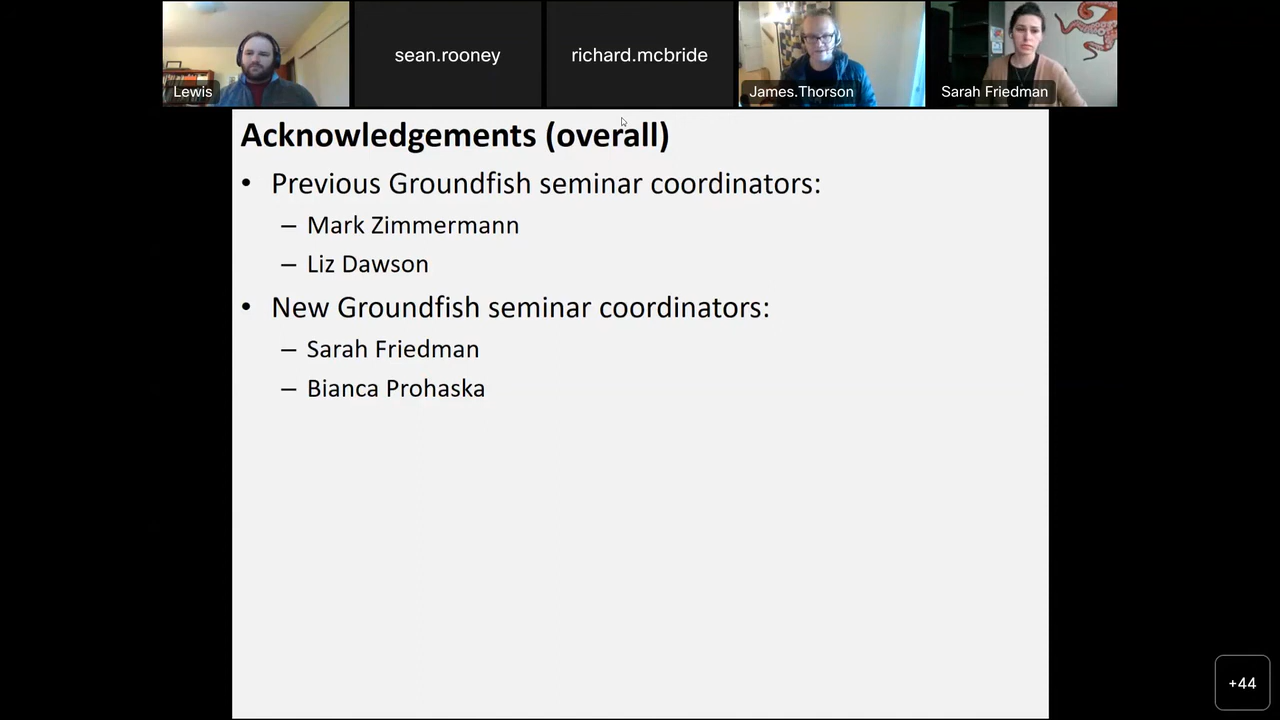 Lewis
sean.rooney
richard.mcbride
James.Thorson
Sarah Friedman
Acknowledgements (overall)
• Previous Groundfish seminar coordinators:
– Mark Zimmermann
– Liz Dawson
• New Groundfish seminar coordinators:
– Sarah Friedman
– Bianca Prohaska
+44